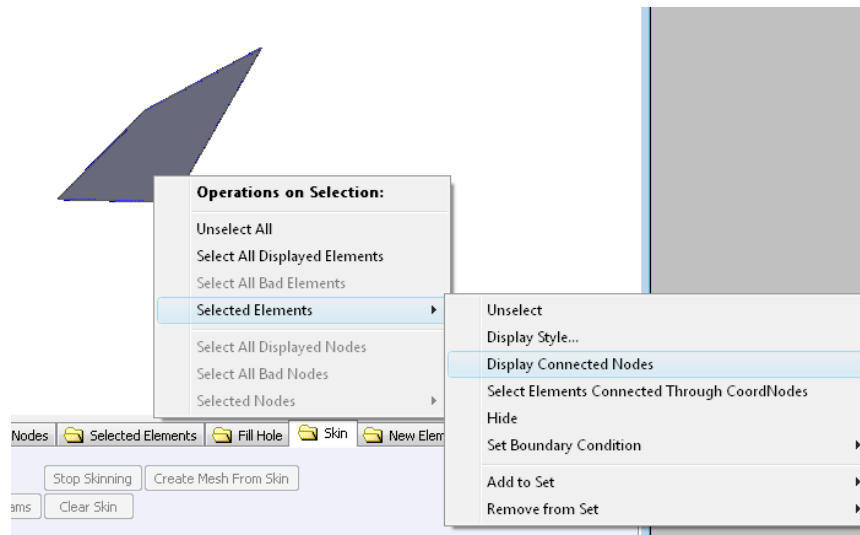 Operations on Selection:
Unselect All
Select All Displayed Elements
Select All Bad Elements
Selected Elements
Select All Displayed Nodes
Select All Bad Nodes
Selected Nodes
Unselect
Display Style...
Display Connected Nodes
Select Elements Connected Through CoordNodes
Hide
Set Boundary Condition
Add to Set
Remove from Set
Nodes Selected Elements Fill Hole Skin New Elem
Stop Skinning Create Mesh From Skin
ams Clear Skin